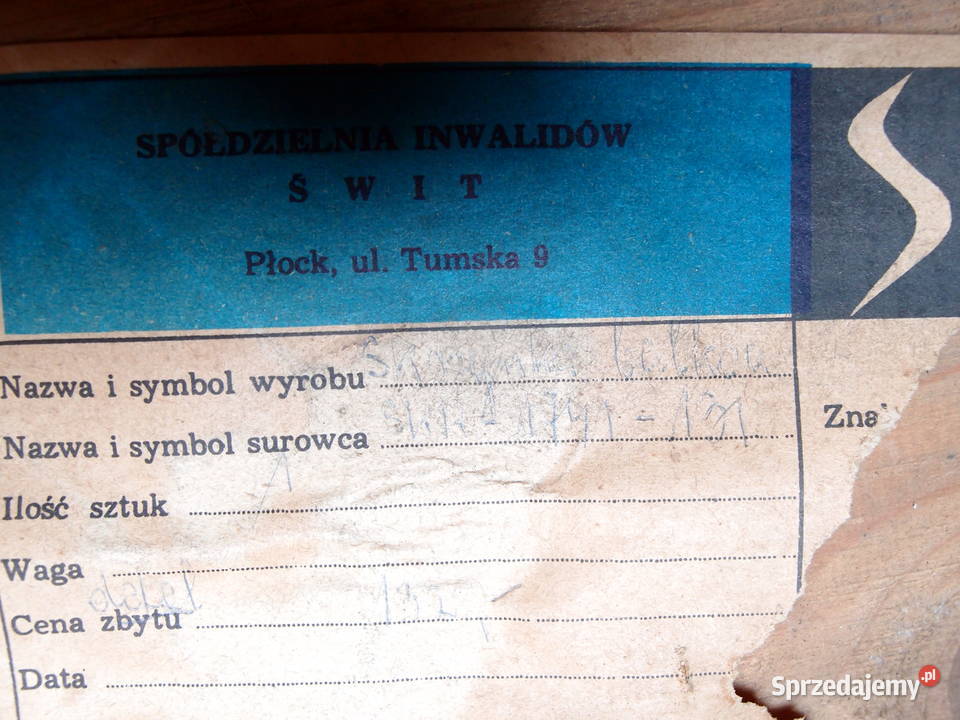 SPÓŁDZIELNIA INWALIDÓW
ŚWIT
Płock, ul. Tumska 9
Nazwa i symbol wyrobu
Nazwa i symbol surowca
Zna
Ilość sztuk
Waga
Cena zbytu
Data
Sprzedajemy.pl